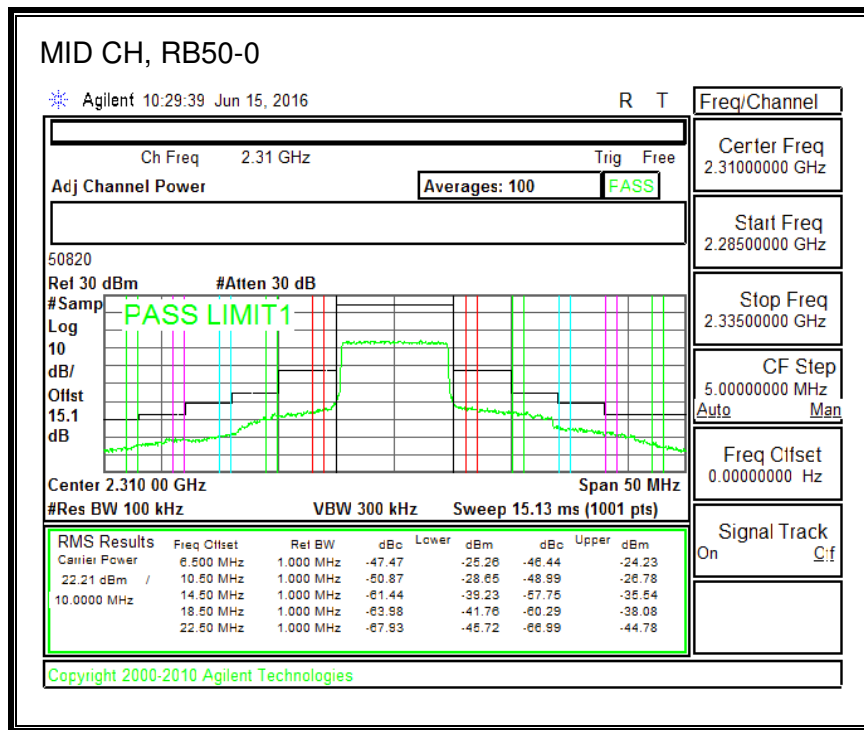 MID CH, RB50-0
Agilent 10:29:39 Jun 15, 2016 R T
Freq/Channel
Ch Freq 2.31 GHz Trig Free
Center Freq
2.31000000 GHz
Adj Channel Power Averages: 100 PASS
Start Freq
2.28500000 GHz
50820
Ref 30 dBm #Atten 30 dB
#Samp
Log
10
dB/
Offst
15.1
dB
PASS LIMIT1
Stop Freq
2.33500000 GHz
CF Step
5.00000000 MHz
Auto Man
Freq Offset
0.00000000 Hz
Center 2.310 00 GHz Span 50 MHz
#Res BW 100 kHz VBW 300 kHz Sweep 15.13 ms (1001 pts)
Signal Track
On Off
RMS Results Freq Offset Ref BW dBc Lower dBm dBc Upper dBm
Carrier Power 6.500 MHz 1.000 MHz -47.47 -25.26 -46.44 -24.23
22.21 dBm / 10.50 MHz 1.000 MHz -50.87 -28.65 -48.99 -26.78
10.0000 MHz 14.50 MHz 1.000 MHz -61.44 -39.23 -57.75 -35.54
18.50 MHz 1.000 MHz -63.98 -41.76 -60.29 -38.08
22.50 MHz 1.000 MHz -67.93 -45.72 -66.99 -44.78
Copyright 2000-2010 Agilent Technologies